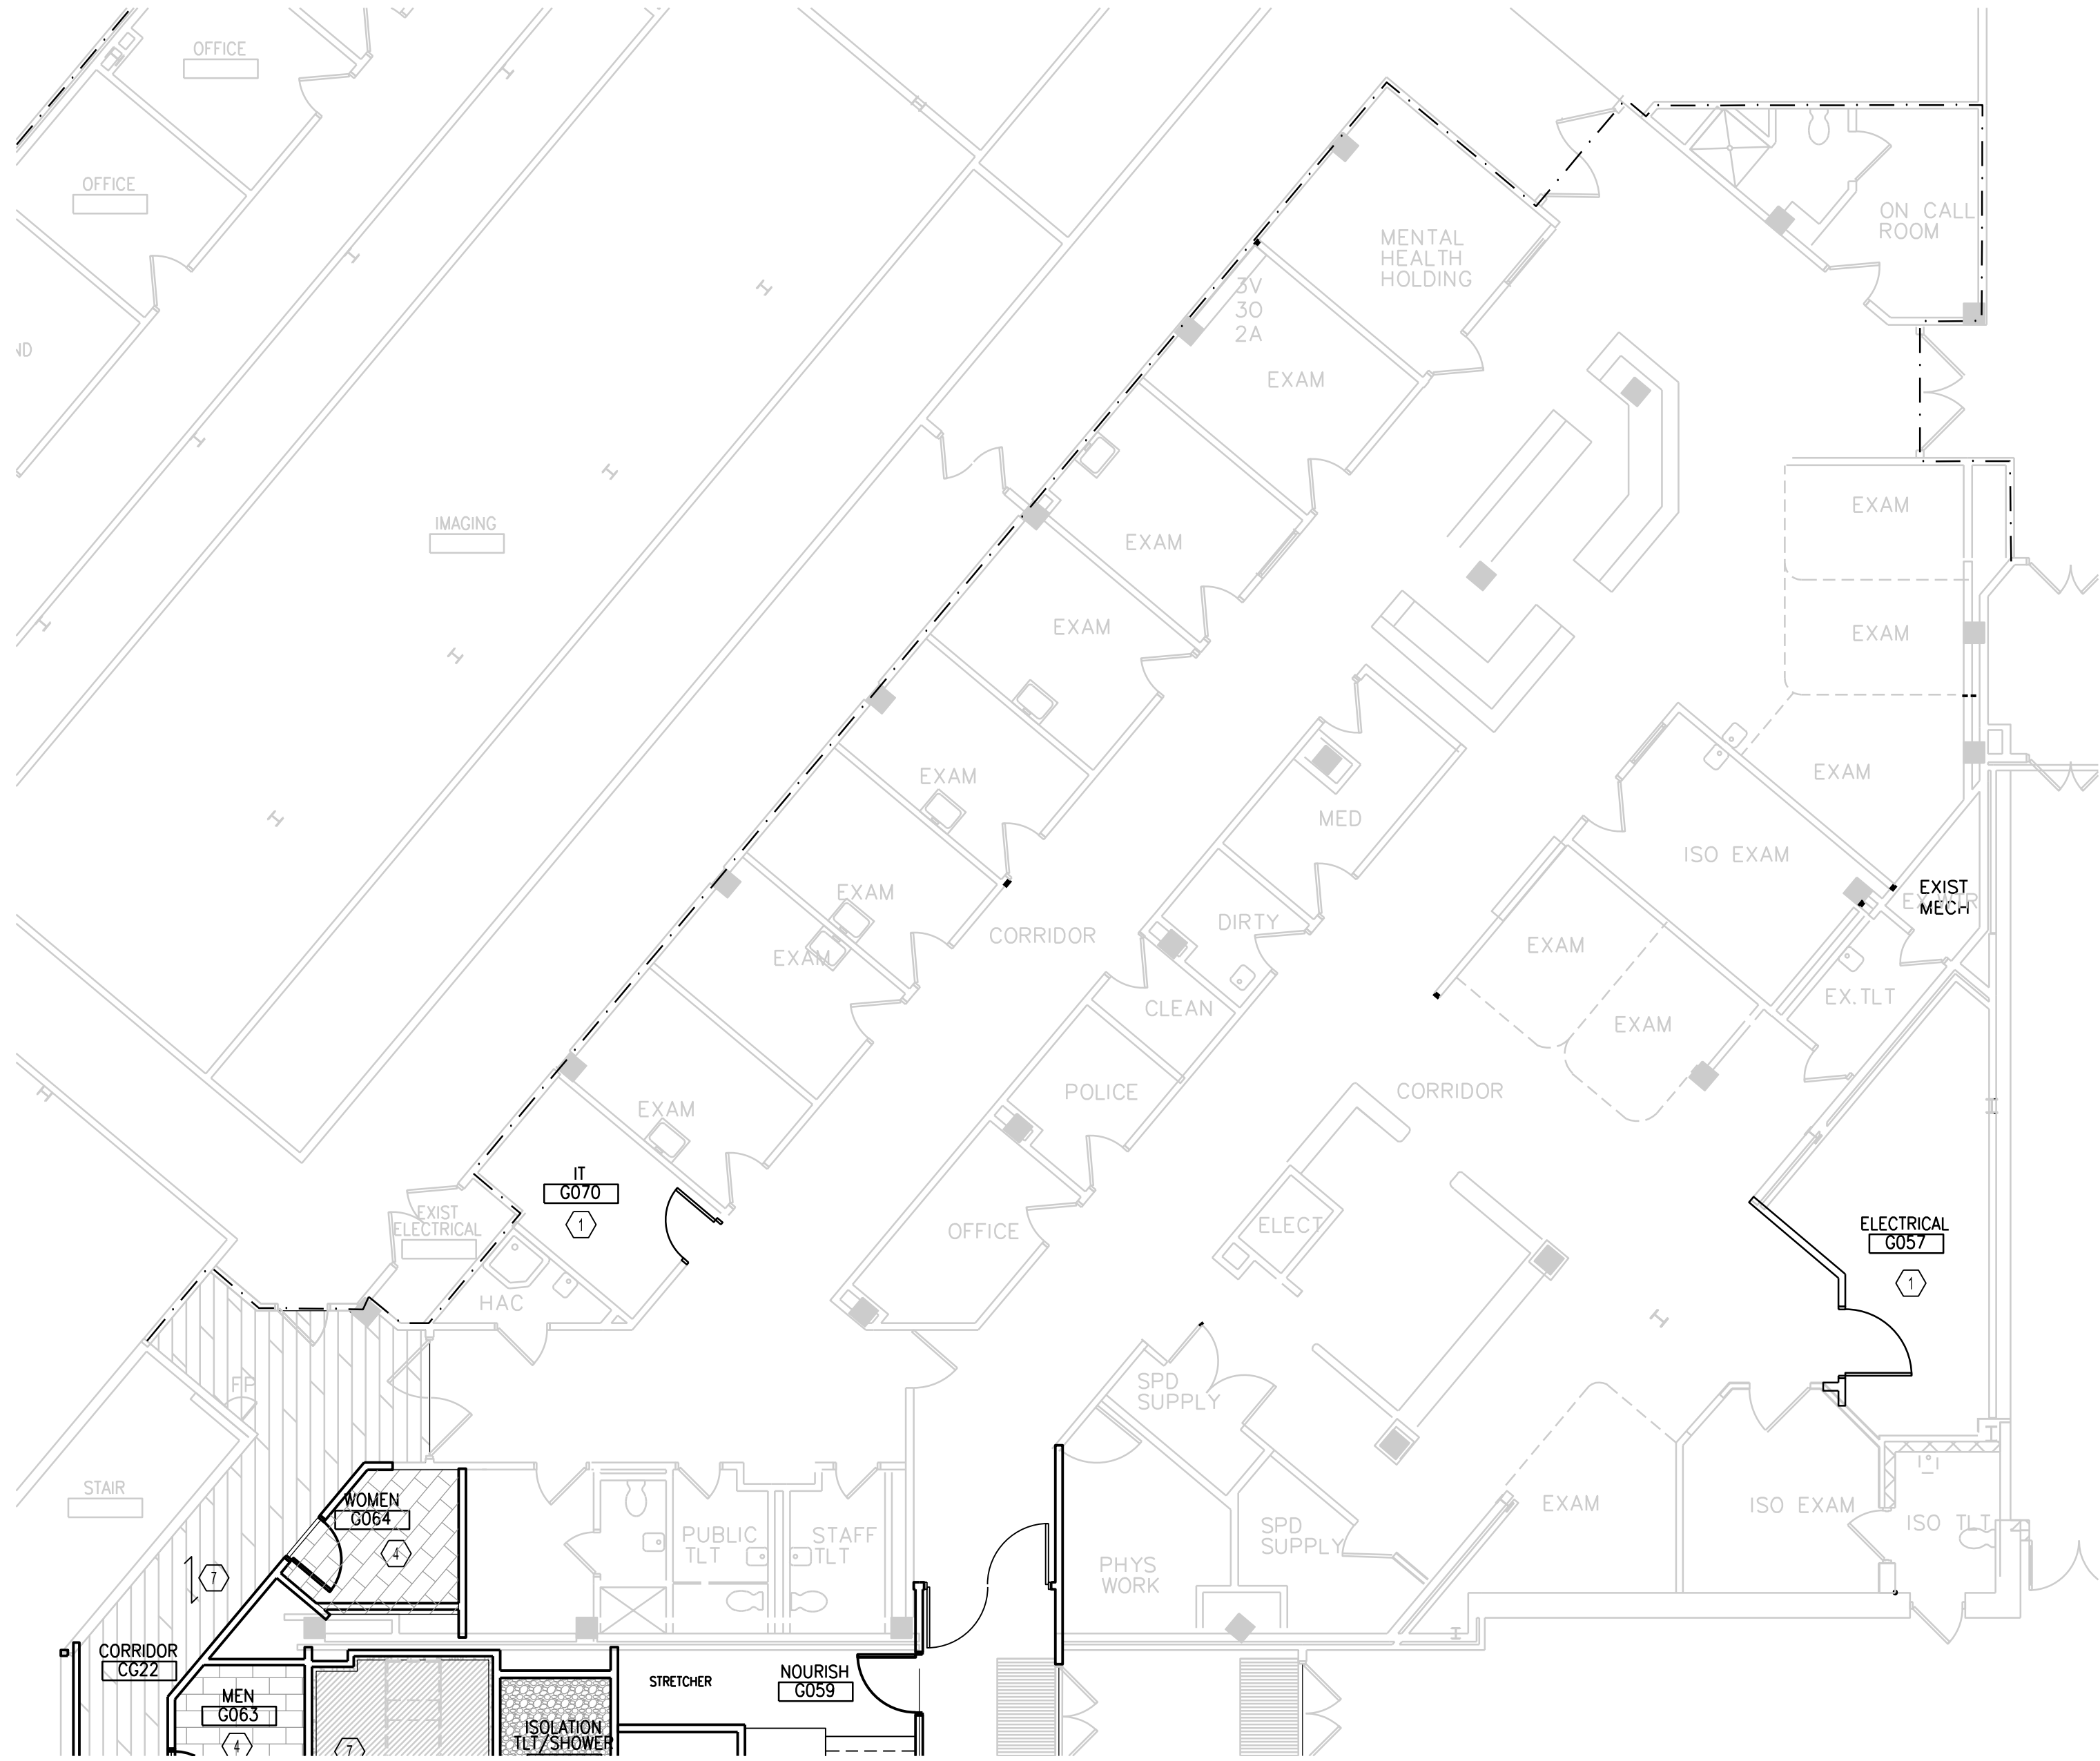 OFFICE
OFFICE
ND
IMAGING
MENTAL
HEALTH
HOLDING
3V
3O
2A
ON CALL
ROOM
EXAM
EXAM
EXAM
EXAM
EXAM
EXAM
EXAM
EXAM
EXAM
EXAM
CORRIDOR
MED
DIRTY
CLEAN
POLICE
OFFICE
ISO EXAM
EXAM
EXAM
EXIST
MECH
EX.TLT
CORRIDOR
ELECT
IT
G070
1
EXIST
ELECTRICAL
HAC
ELECTRICAL
G057
1
FP
STAIR
WOMEN
G064
4
7
PUBLIC
TLT
STAFF
TLT
SPD
SUPPLY
SPD
SUPPLY
PHYS
WORK
EXAM
ISO EXAM
ISO TLT
CORRIDOR
CG22
MEN
G063
4
7
ISOLATION
TLT/SHOWER
STRETCHER
NOURISH
G059